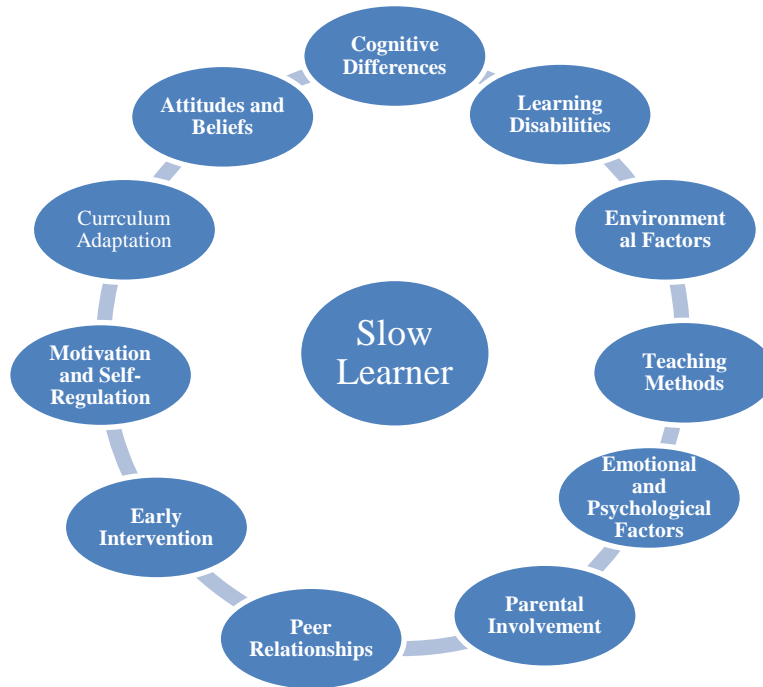 Cognitive
Differences
Learning
Disabilities
Environment
al Factors
Teaching
Methods
Emotional
and
Psychological
Factors
Parental
Involvement
Peer
Relationships
Early
Intervention
Motivation
and Self-
Regulation
Currculum
Adaptation
Attitudes and
Beliefs
Slow
Learner